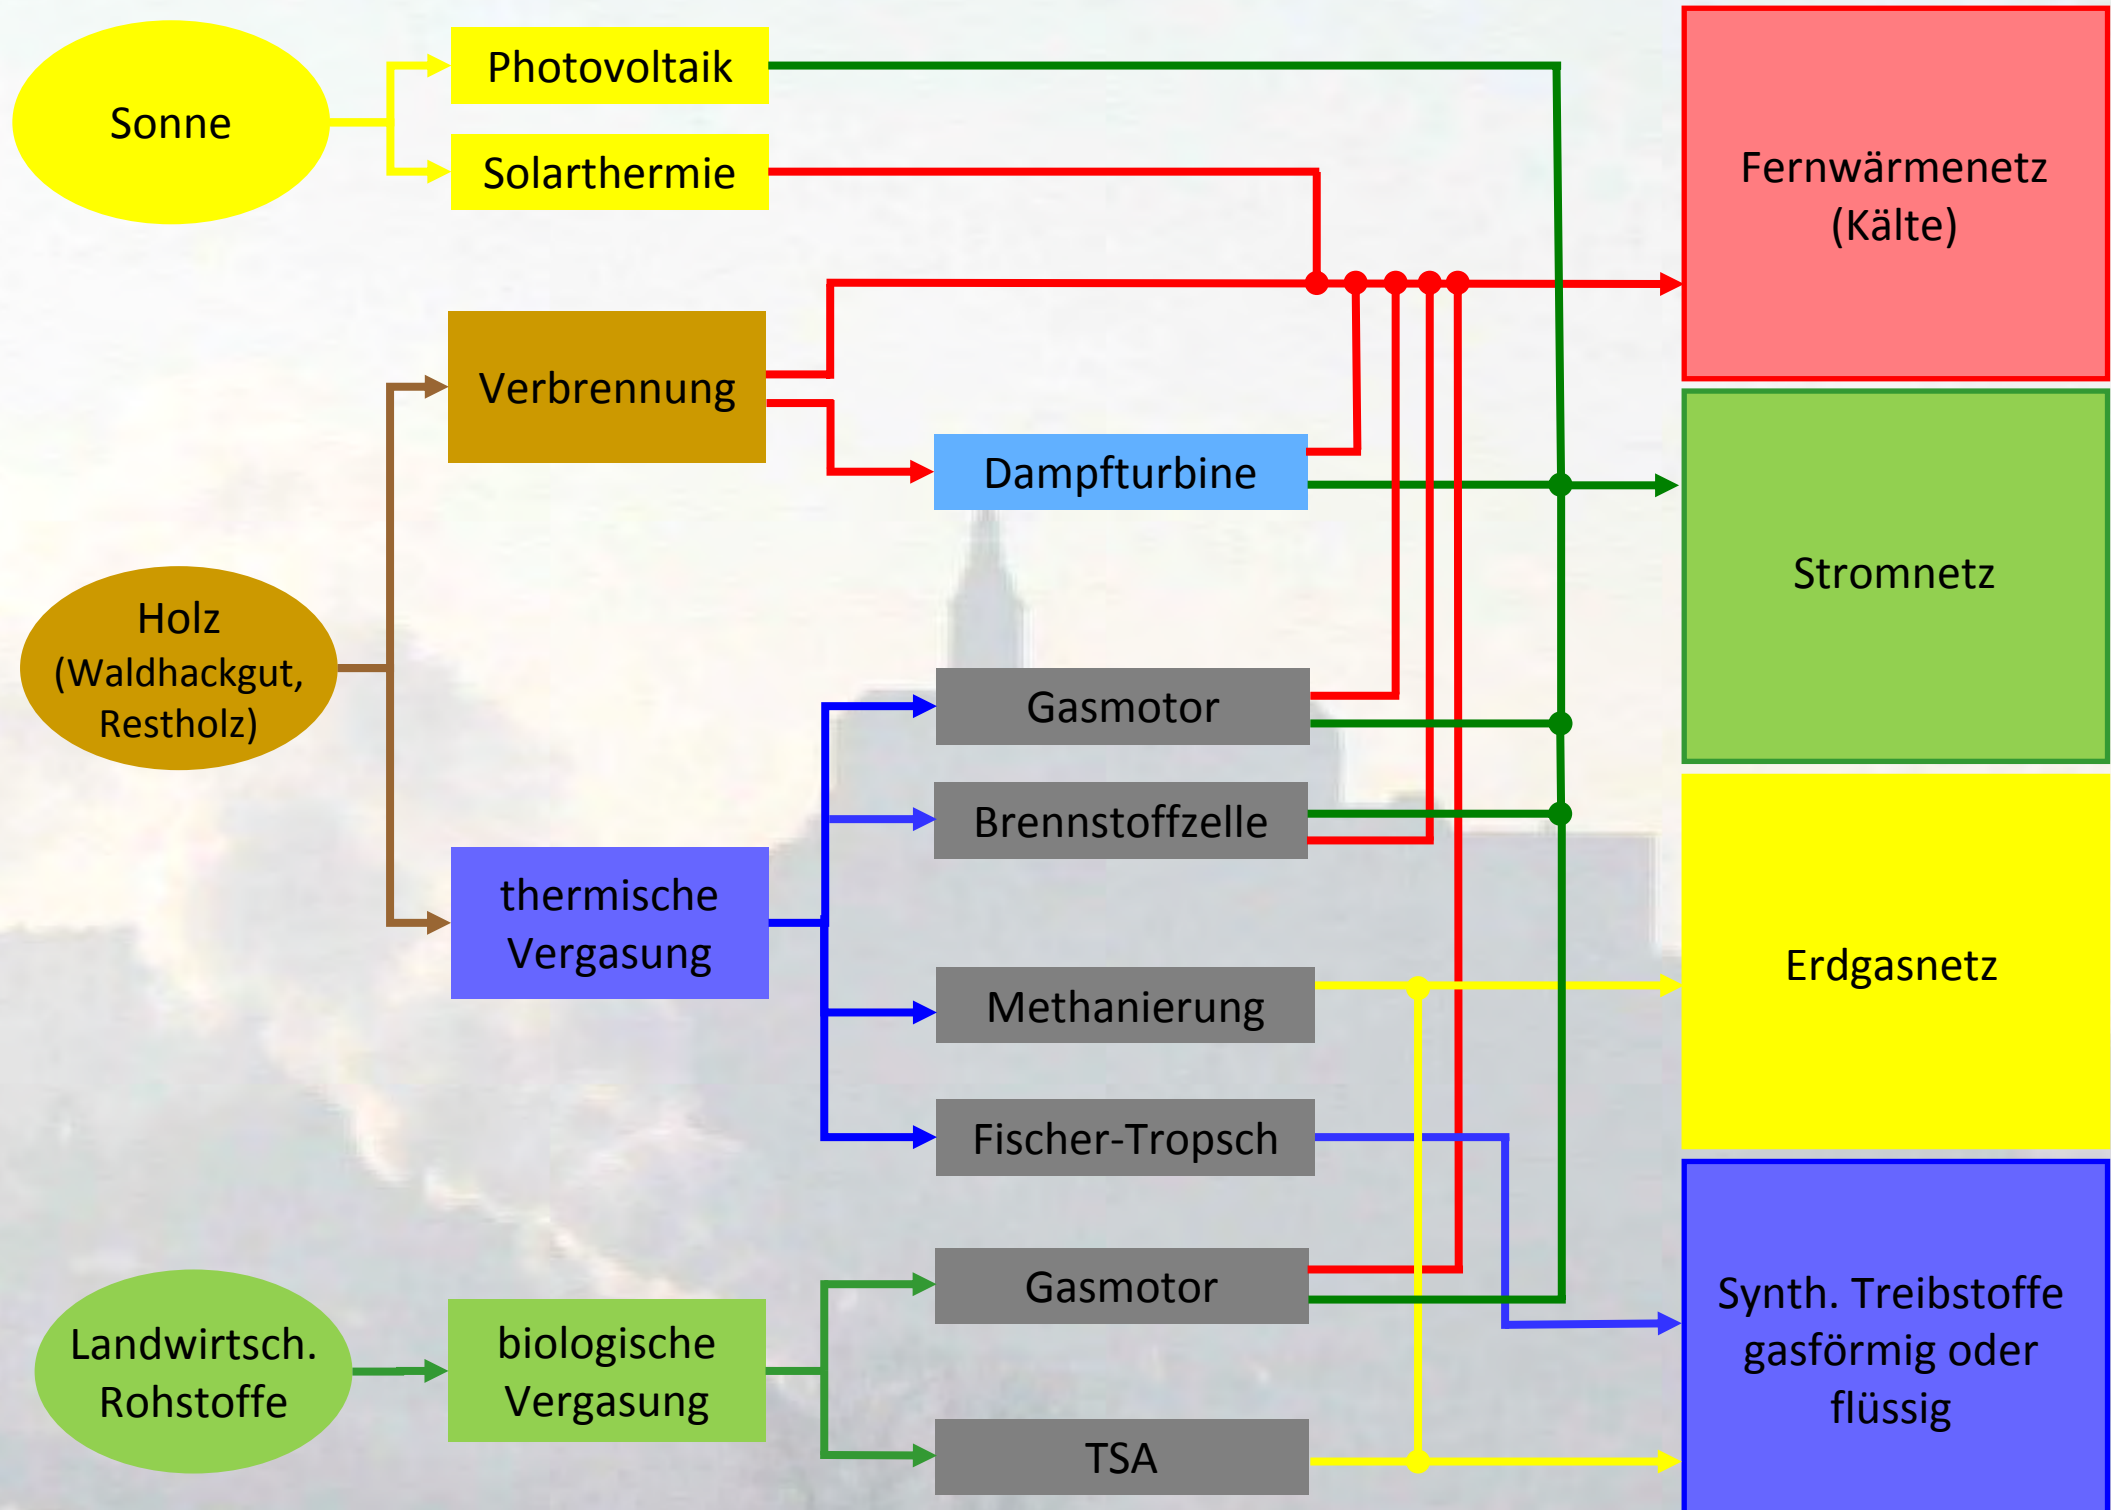 Sonne
Photovoltaik
Solarthermie
Fernwärmenetz
(Kälte)
Verbrennung
Dampfturbine
Stromnetz
Holz
(Waldhackgut,
Restholz)
Gasmotor
Brennstoffzelle
thermische
Vergasung
Methanierung
Erdgasnetz
Fischer-Tropsch
Landwirtsch.
Rohstoffe
biologische
Vergasung
Gasmotor
TSA
Synth. Treibstoffe
gasförmig oder
flüssig